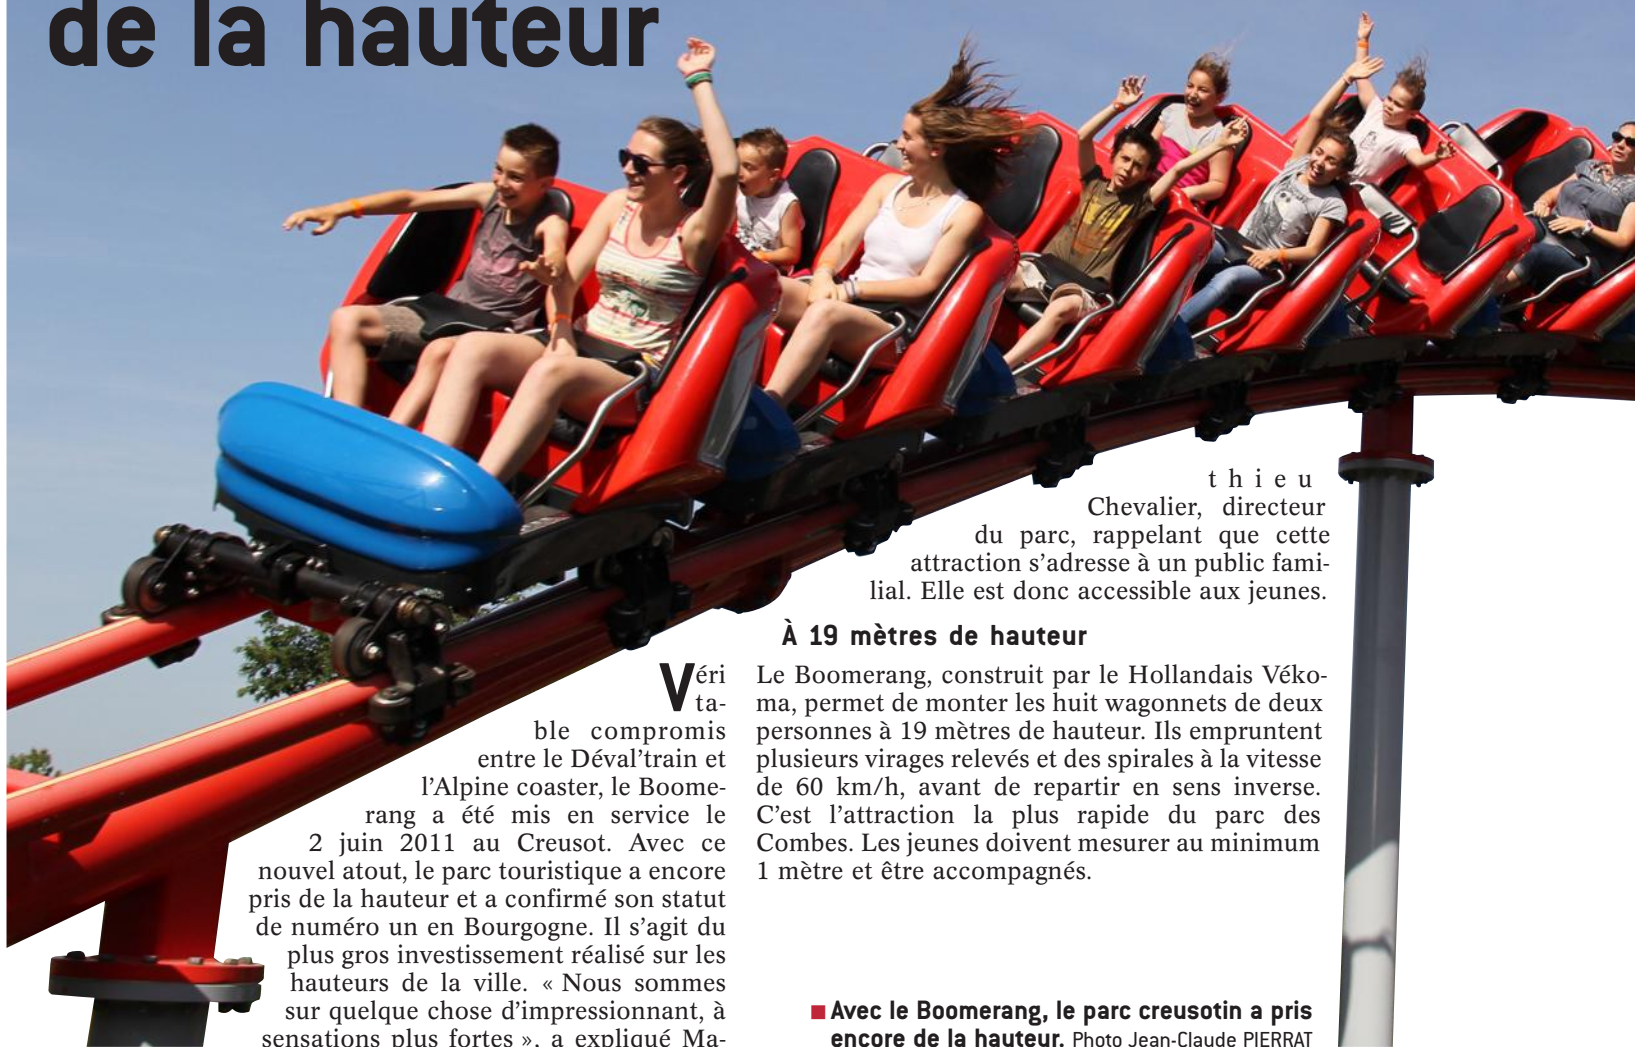 de la hauteur
Véri
ta-
ble compromis
entre le Déval’train et
l’Alpine coaster, le Boome-
rang a été mis en service le
2 juin 2011 au Creusot. Avec ce
nouvel atout, le parc touristique a encore
pris de la hauteur et a confirmé son statut
de numéro un en Bourgogne. Il s’agit du
plus gros investissement réalisé sur les
hauteurs de la ville. « Nous sommes
sur quelque chose d’impressionnant, à
sensations plus fortes », a expliqué Ma-
thieu
Chevalier, directeur
du parc, rappelant que cette
attraction s’adresse à un public fami-
lial. Elle est donc accessible aux jeunes.
À 19 mètres de hauteur
Le Boomerang, construit par le Hollandais Véko-
ma, permet de monter les huit wagonnets de deux
personnes à 19 mètres de hauteur. Ils empruntent
plusieurs virages relevés et des spirales à la vitesse
de 60 km/h, avant de repartir en sens inverse.
C’est l’attraction la plus rapide du parc des
Combes. Les jeunes doivent mesurer au minimum
1 mètre et être accompagnés.
■ Avec le Boomerang, le parc creusotin a pris
encore de la hauteur. Photo Jean-Claude PIERRAT